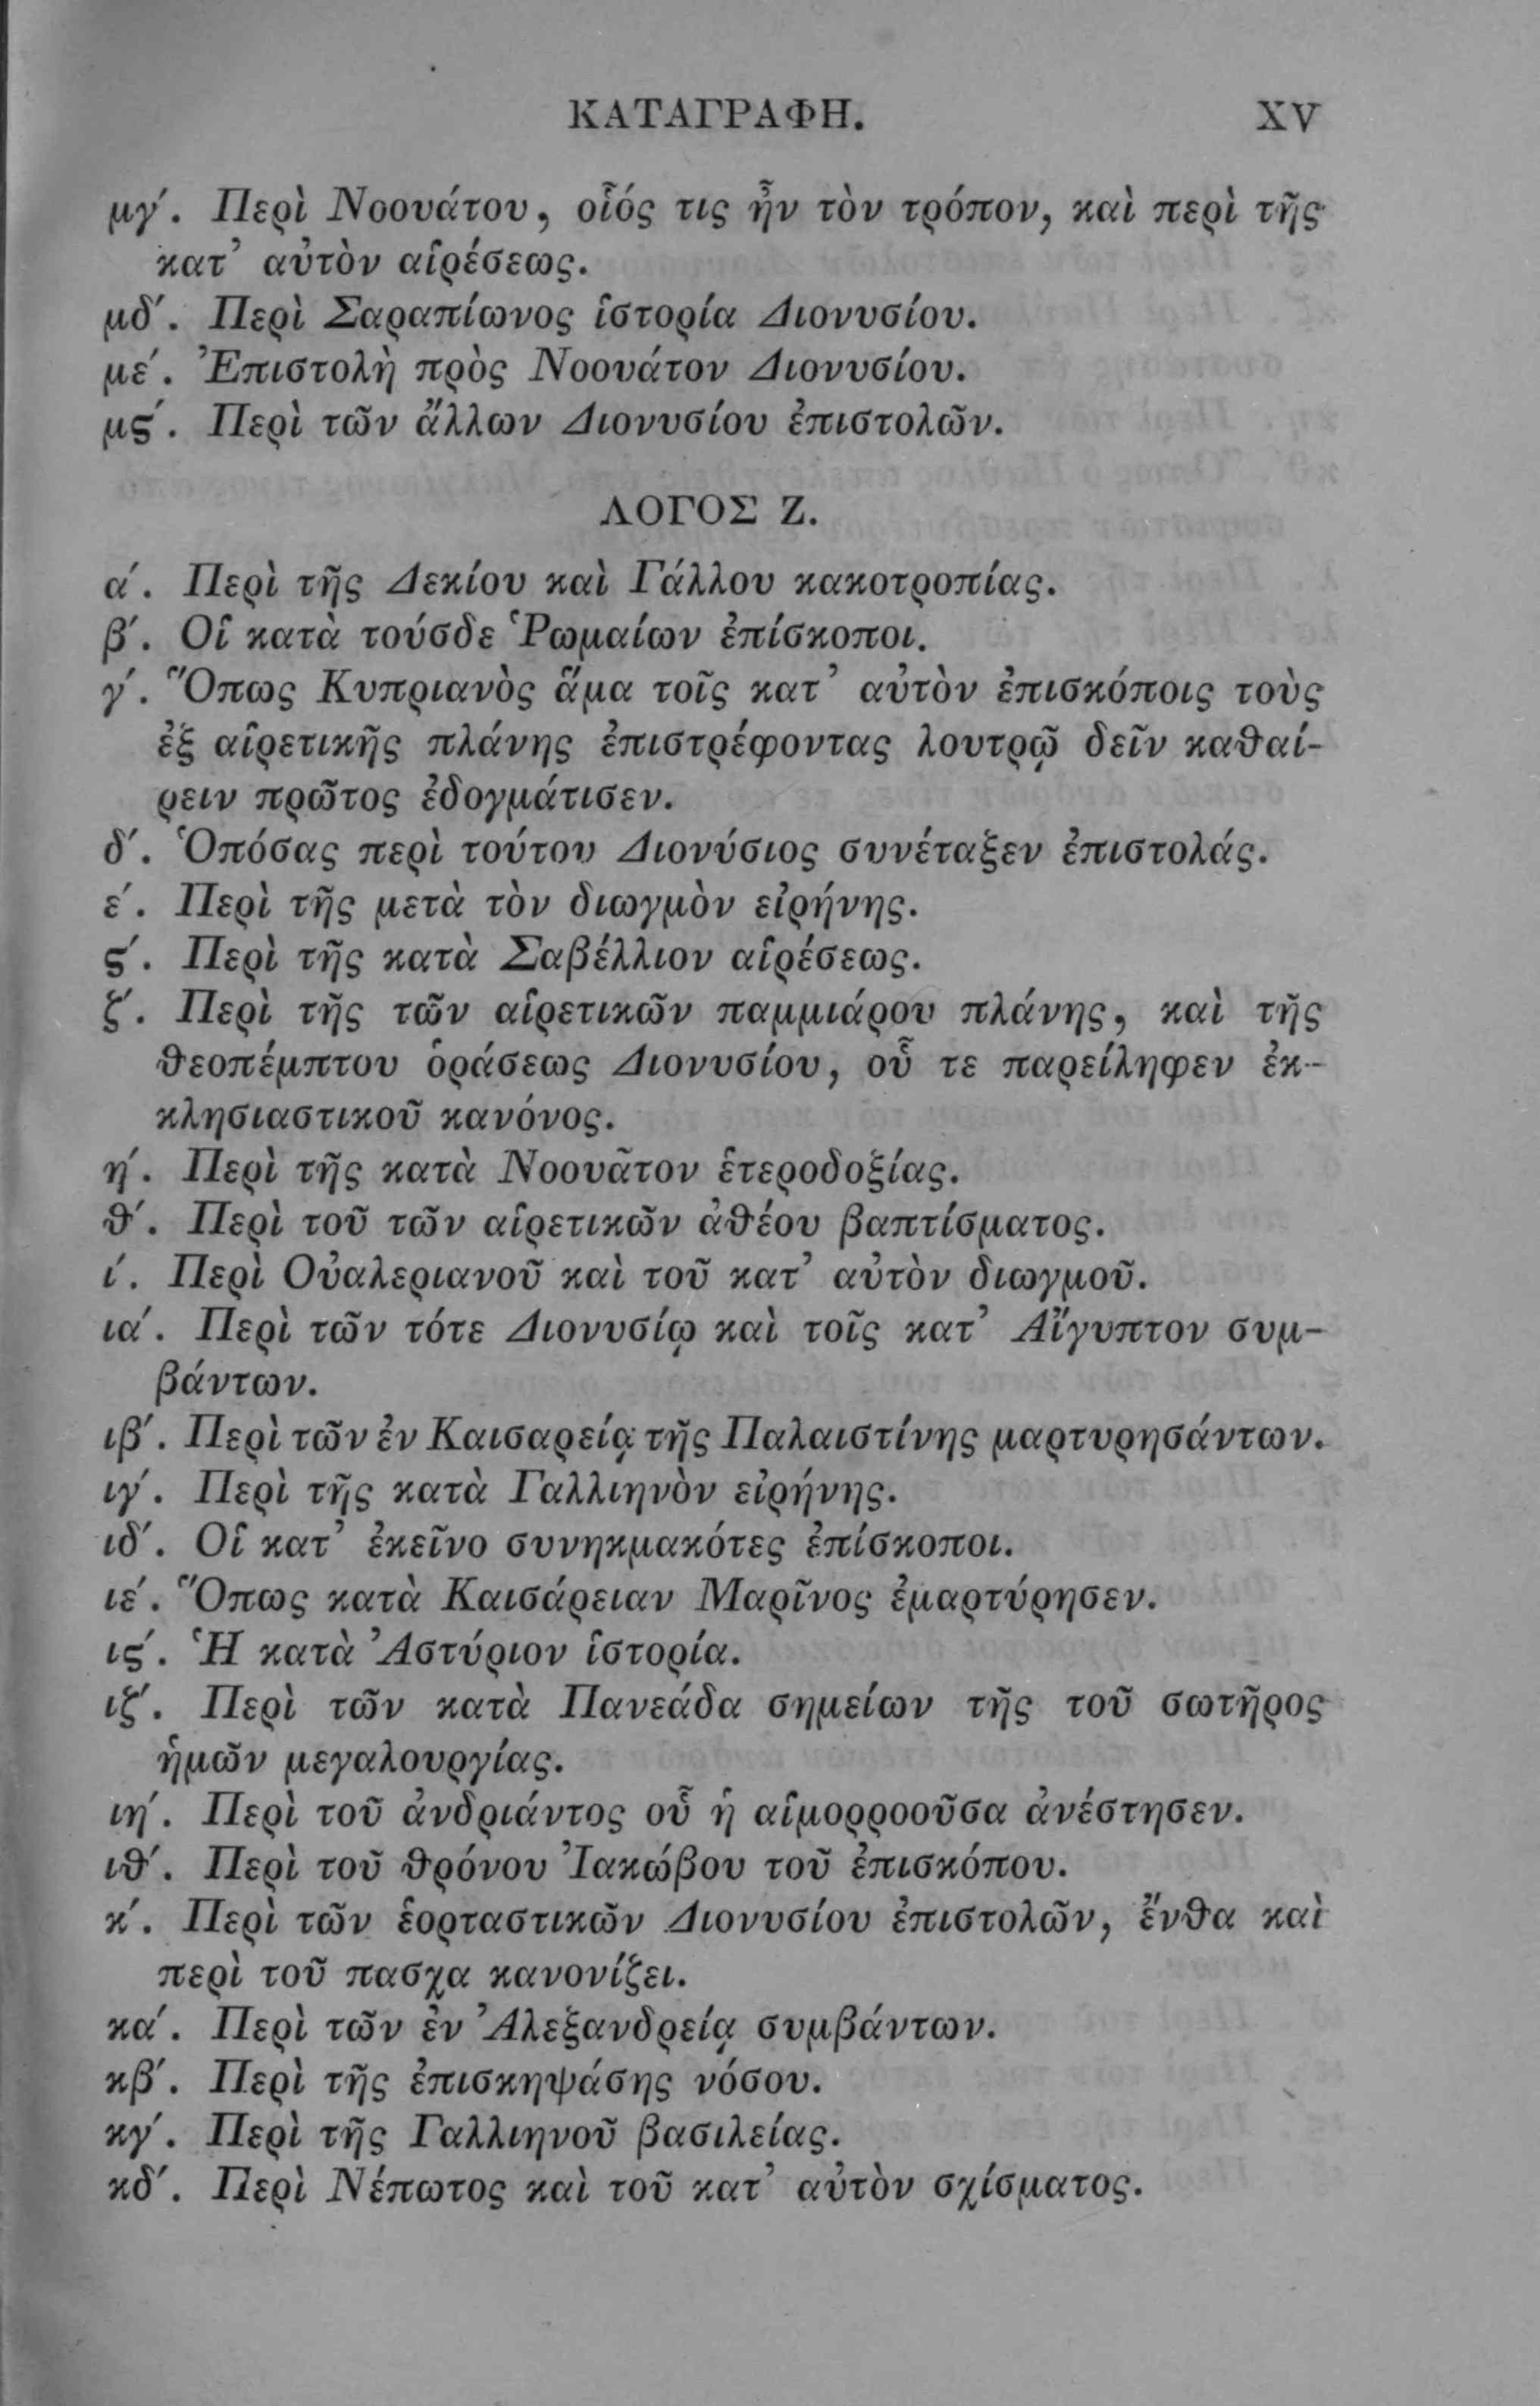 ΚΑΤΑΓΡΑΦΗ. XV
μγ΄. Περὶ Νοουάτου, οἷός τις ἦν τὸν τρόπον, καὶ περὶ τῆς
κατ’ αὐτὸν αἱρέσεως.
μδ΄. Περὶ Σαραπίωνος ἱστορία Διονυσίου.
με΄. Ἐπιστολὴ πρὸς Νοουάτον Διονυσίου.
μς΄. Περὶ τῶν ἄλλων Διονυσίου ἐπιστολῶν.
ΛΟΓΟΣ Ζ.
α΄. Περὶ τῆς Δεκίου καὶ Γάλλου κακοτροπίας.
β΄. Οἱ κατὰ τούσδε Ῥωμαίων ἐπίσκοποι.
γ΄. Ὅπως Κυπριανὸς ἅμα τοῖς κατ’ αὐτὸν ἐπισκόποις τοὺς
ἐξ αἱρετικῆς πλάνης ἐπιστρέφοντας λουτρῷ δεῖν καθαί-
ρειν πρῶτος ἐδογμάτισεν.
δ΄. Ὁπόσας περὶ τούτου Διονύσιος συνέταξεν ἐπιστολάς.
ε΄. Περὶ τῆς μετὰ τὸν διωγμὸν εἰρήνης.
ς΄. Περὶ τῆς κατὰ Σαβέλλιον αἱρέσεως.
ζ΄. Περὶ τῆς τῶν αἱρετικῶν παμμιάρου πλάνης, καὶ τῆς
θεοπέμπτου ὁράσεως Διονυσίου, οὗ τε παρείληφεν ἐκ-
κλησιαστικοῦ κανόνος.
η΄. Περὶ τῆς κατὰ Νοουᾶτον ἑτεροδοξίας.
θ΄. Περὶ τοῦ τῶν αἱρετικῶν ἀθέου βαπτίσματος.
ι΄. Περὶ Οὐαλεριανοῦ καὶ τοῦ κατ’ αὐτὸν διωγμοῦ.
ια΄. Περὶ τῶν τότε Διονυσίῳ καὶ τοῖς κατ’ Αἴγυπτον συμ-
βάντων.
ιβ΄. Περὶ τῶν ἐν Καισαρείᾳ τῆς Παλαιστίνης μαρτυρησάντων.
ιγ΄. Περὶ τῆς κατὰ Γαλλιηνὸν εἰρήνης.
ιδ΄. Οἱ κατ’ ἐκεῖνο συνηκμακότες ἐπίσκοποι.
ιε΄. Ὅπως κατὰ Καισάρειαν Μαρῖνος ἐμαρτύρησεν.
ις΄. Ἡ κατὰ Ἀστύριον ἱστορία.
ιζ΄. Περὶ τῶν κατὰ Πανεάδα σημείων τῆς τοῦ σωτῆρος
ἡμῶν μεγαλουργίας.
ιη΄. Περὶ τοῦ ἀνδριάντος οὗ ἡ αἱμορροοῦσα ἀνέστησεν.
ιθ΄. Περὶ τοῦ θρόνου Ἰακώβου τοῦ ἐπισκόπου.
κ΄. Περὶ τῶν ἑορταστικῶν Διονυσίου ἐπιστολῶν, ἔνθα καὶ
περὶ τοῦ πασχα κανονίζει.
κα΄. Περὶ τῶν ἐν Ἀλεξανδρείᾳ συμβάντων.
κβ΄. Περὶ τῆς ἐπισκηψάσης νόσου.
κγ΄. Περὶ τῆς Γαλλιηνοῦ βασιλείας.
κδ΄. Περὶ Νέπωτος καὶ τοῦ κατ’ αὐτὸν σχίσματος.